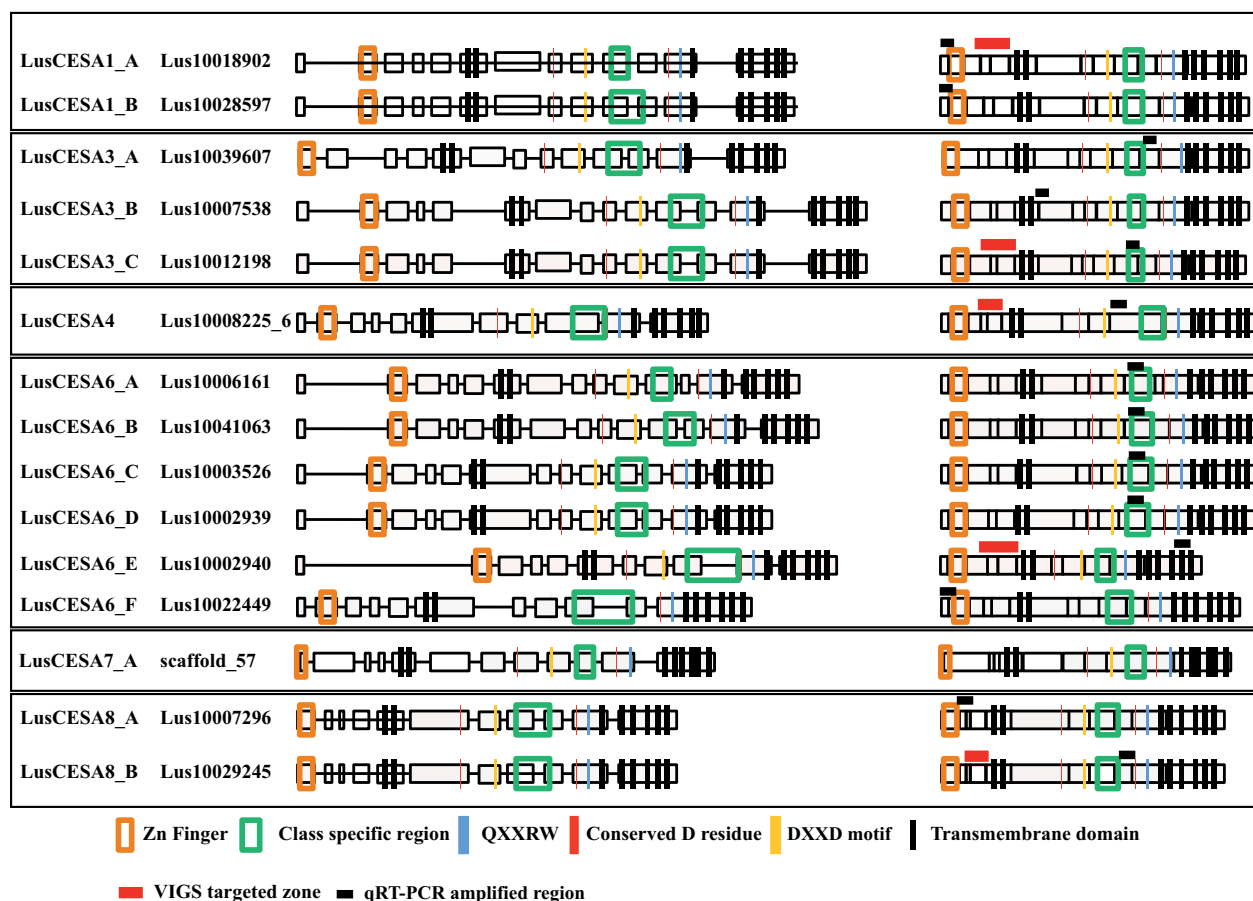 LusCESA1_A Lus10018902
LusCESA1_B Lus10028597
LusCESA3_A Lus10039607
LusCESA3_B Lus10007538
LusCESA3_C Lus10012198
LusCESA4 Lus10008225_6
LusCESA6_A Lus10006161
LusCESA6_B Lus10041063
LusCESA6_C Lus10003526
LusCESA6_D Lus10002939
LusCESA6_E Lus10002940
LusCESA6_F Lus10022449
LusCESA7_A scaffold_57
LusCESA8_A Lus10007296
LusCESA8_B Lus10029245
Zn Finger Class specific region QXXRW Conserved D residue DXXD motif Transmembrane domain
VIGS targeted zone qRT-PCR amplified region